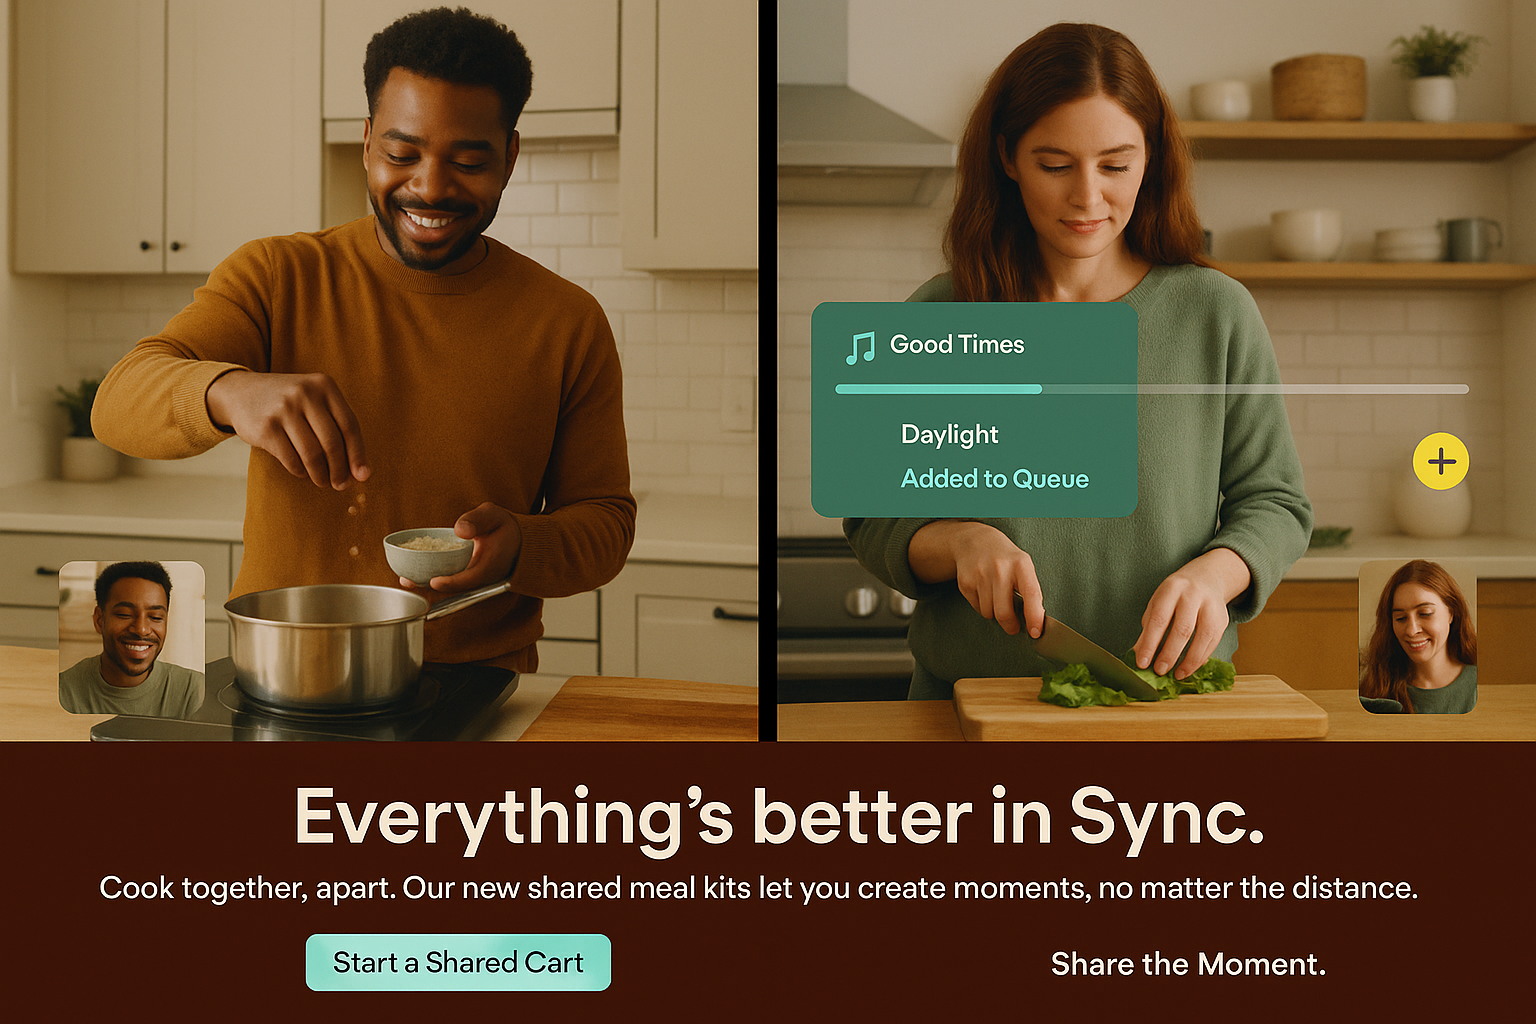 Good Times
Daylight
Added to Queue
Everything’s better in Sync.
Cook together, apart. Our new shared meal kits let you create moments, no matter the distance.
Start a Shared Cart
Share the Moment.